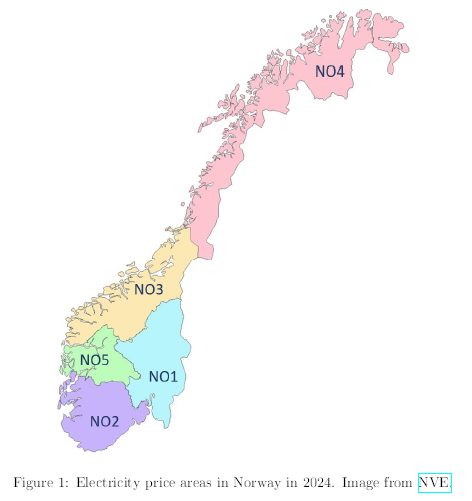 NO4
NO3
NO5
NO1
NO2
Figure 1: Electricity price areas in Norway in 2024. Image from NVE.